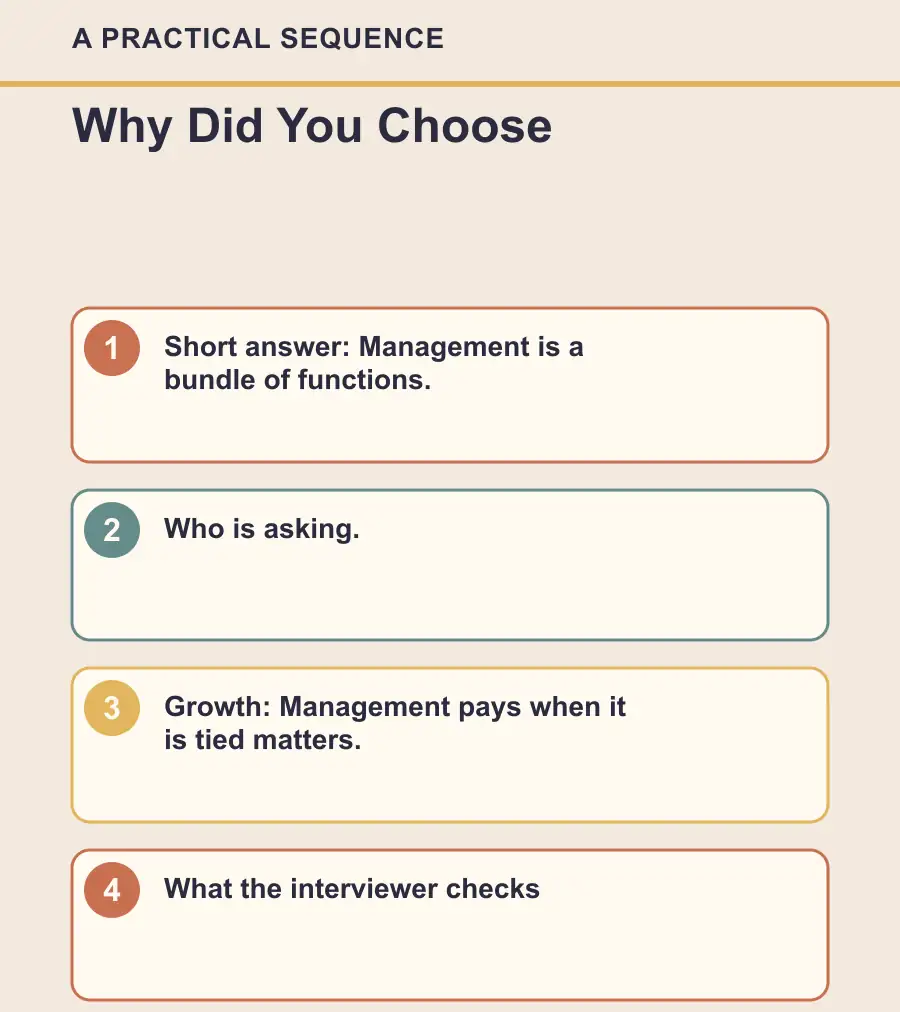 A PRACTICAL SEQUENCE
Why Did You Choose
1
Short answer: Management is a
bundle of functions.
2
Who is asking.
3
Growth: Management pays when it
is tied matters.
4
What the interviewer checks